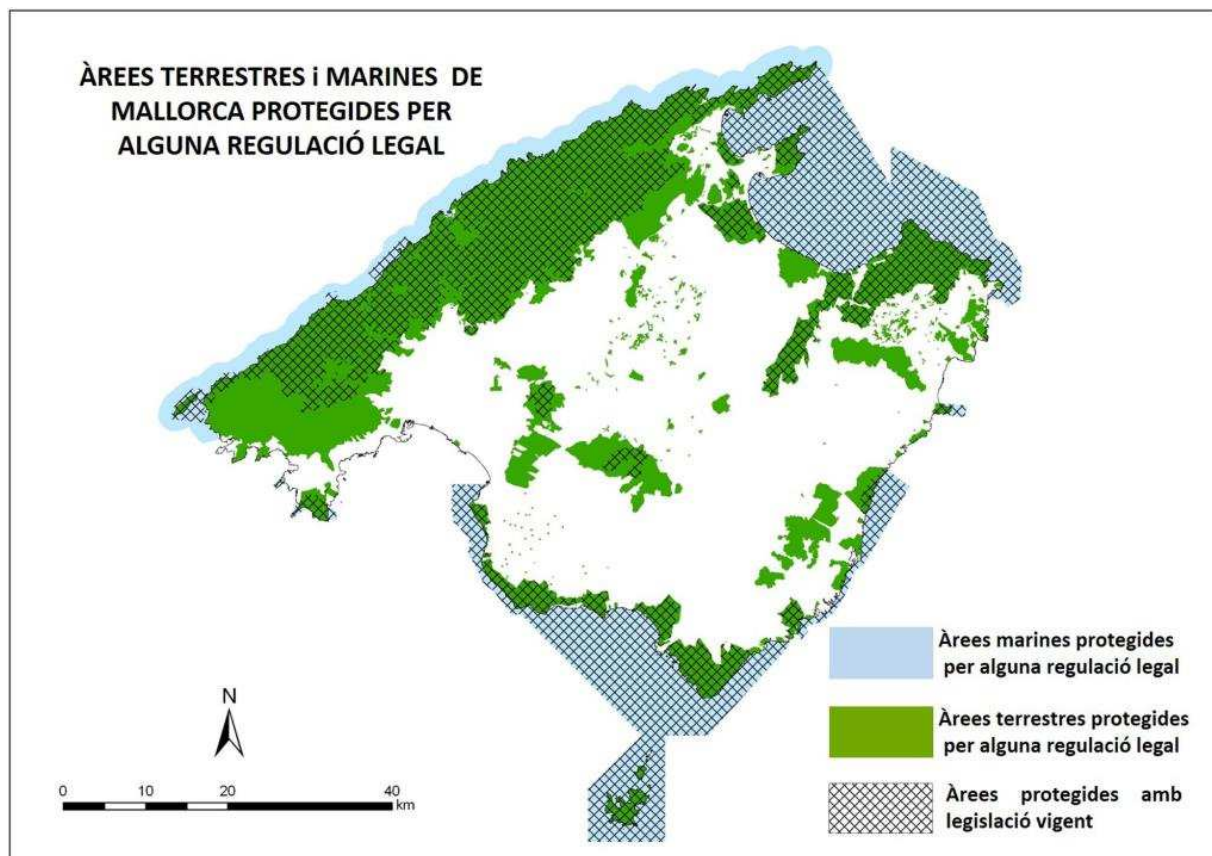 ÀREES TERRESTRES i MARINES DE
MALLORCA PROTEGIDES PER
ALGUNA REGULACIÓ LEGAL
Àrees marines protegides
per alguna regulació legal
Àrees terrestres protegides
per alguna regulació legal
Àrees protegides amb
legislació vigent
N
0 10 20 40
km